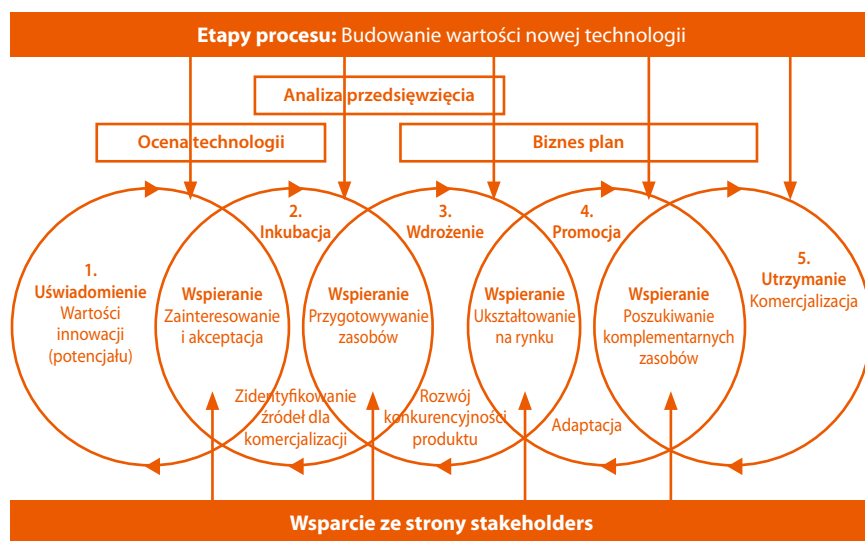 Etapy procesu: Budowanie wartości nowej technologii
Analiza przedsięwzięcia
Ocena technologii
Biznes plan
1.
Uświadomienie
Wartości
innowacji
(potencjału)
2.
Inkubacja
3.
Wdrożenie
4.
Promocja
5.
Utrzymanie
Komercjalizacja
Wspieranie
Zainteresowanie
i akceptacja
Wspieranie
Przygotowywanie
zasobów
Wspieranie
Ukształtowanie
na rynku
Wspieranie
Poszukiwanie
komplementarnych
zasobów
Zidentyfikowanie
źródeł dla
komercjalizacji
Rozwój
konkurencyjności
produktu
Adaptacja
Wsparcie ze strony stakeholders